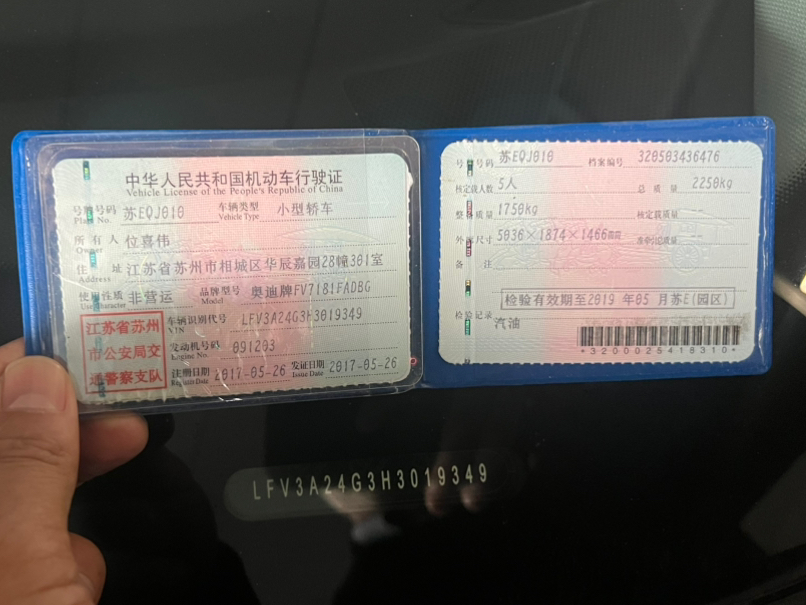 中华人民共和国机动车行驶证
Vehicle License of the People's Republic of China
号牌号码 苏EQJ010 车辆类型 小型轿车
Plate No. Vehicle Type
所有人 位喜伟
Owner
住址 江苏省苏州市相城区华辰嘉园28幢301室
Address
使用性质 非营运 品牌型号 奥迪牌FV7181FADBG
Use Character Model
江苏省苏州
市公安局交
通警察支队
车辆识别代号 LFV3A24G3H3019349
VIN
发动机号码 091203
Engine No.
注册日期 2017-05-26 发证日期 2017-05-26
Register Date Issue Date
号牌号码 苏EQJ010 档案编号 320503436476
核定载人数 5人 总质量 2250kg
整备质量 1750kg 核定载质量 --
外廓尺寸 5036×1874×1466mm 准牵引总质量 --
备注
检验有效期至2019 年05 月苏E(园区)
检验记录
汽油
*3200025418310*
LFV3A24G3H3019349